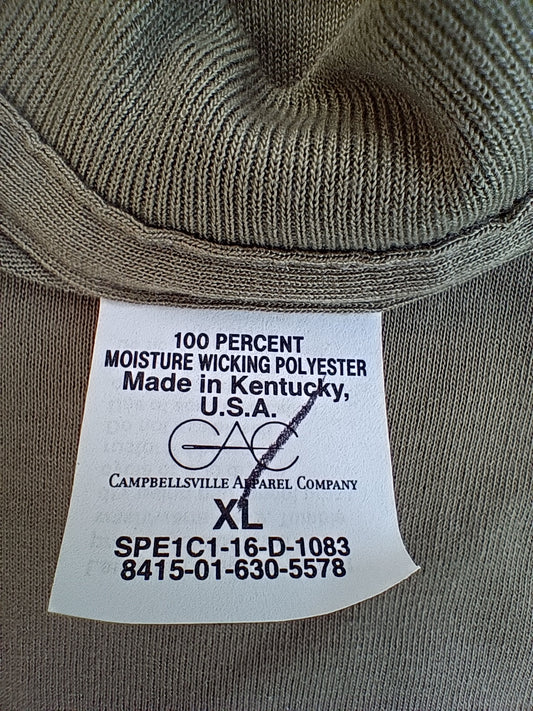 100 PERCENT
MOISTURE WICKING POLYESTER
Made in Kentucky,
U.S.A.
CAC
CAMPBELLSVILLE APPAREL COMPANY
XL
SPE1C1-16-D-1083
8415-01-630-5578